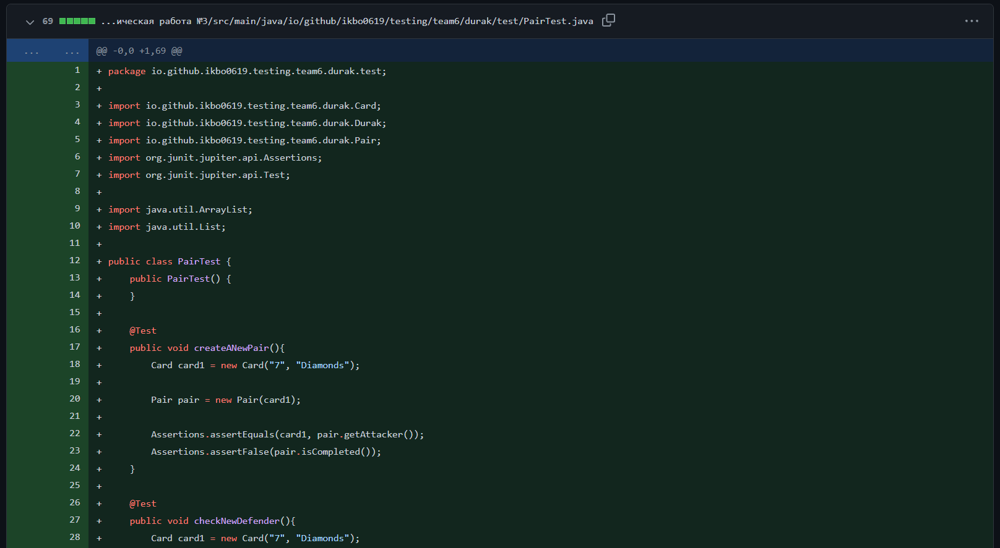 69 ...ическая работа №3/src/main/java/io/github/ikbo0619/testing/team6/durak/test/PairTest.java ...
... ... @@ -0,0 +1,69 @@
1 + package io.github.ikbo0619.testing.team6.durak.test;
2 +
3 + import io.github.ikbo0619.testing.team6.durak.Card;
4 + import io.github.ikbo0619.testing.team6.durak.Durak;
5 + import io.github.ikbo0619.testing.team6.durak.Pair;
6 + import org.junit.jupiter.api.Assertions;
7 + import org.junit.jupiter.api.Test;
8 +
9 + import java.util.ArrayList;
10 + import java.util.List;
11 +
12 + public class PairTest {
13 +     public PairTest() {
14 +     }
15 +
16 +     @Test
17 +     public void createANewPair(){
18 +         Card card1 = new Card("7", "Diamonds");
19 +
20 +         Pair pair = new Pair(card1);
21 +
22 +         Assertions.assertEquals(card1, pair.getAttacker());
23 +         Assertions.assertFalse(pair.isCompleted());
24 +     }
25 +
26 +     @Test
27 +     public void checkNewDefender(){
28 +         Card card1 = new Card("7", "Diamonds");